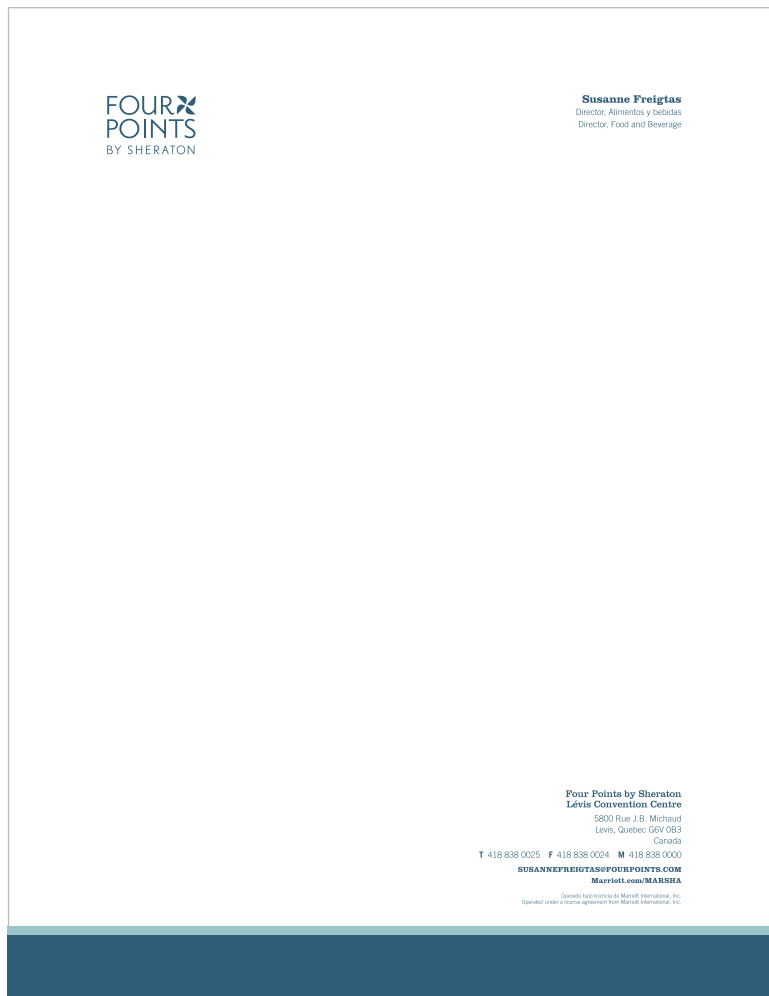 FOUR
POINTS
BY SHERATON
Susanne Freigtas
Director, Alimentos y bebidas
Director, Food and Beverage
Four Points by Sheraton
Lévis Convention Centre
5800 Rue J.B. Michaud
Levis, Quebec G6V 0B3
Canada
T 418 838 0025 F 418 838 0024 M 418 838 0000
SUSANNEFREIGTAS@FOURPOINTS.COM
Marriott.com/MARSHA
Operado bajo licencia de Marriott International, Inc.
Operated under a license agreement from Marriott International, Inc.